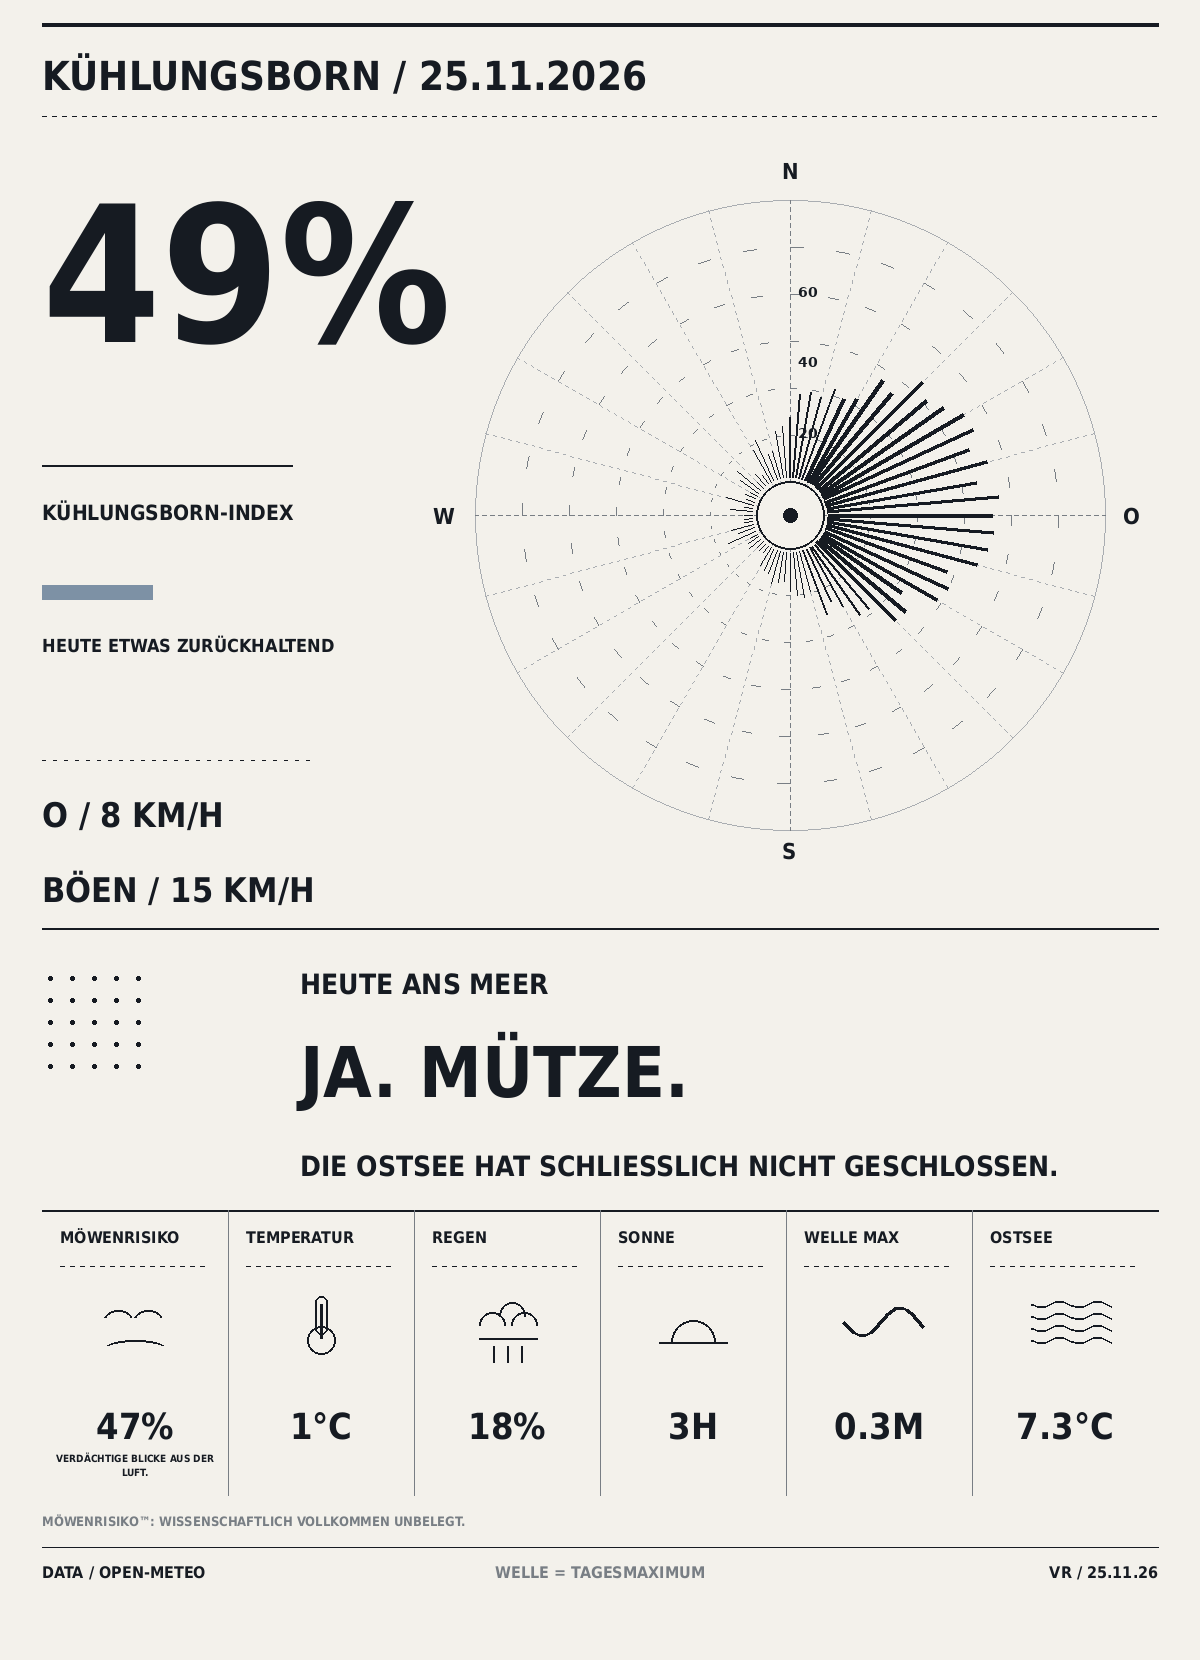 KÜHLUNGSBORN / 25.11.2026
49%
KÜHLUNGSBORN-INDEX
HEUTE ETWAS ZURÜCKHALTEND
O / 8 KM/H
BÖEN / 15 KM/H
N
60
40
20
W
O
S
HEUTE ANS MEER
JA. MÜTZE.
DIE OSTSEE HAT SCHLIESSLICH NICHT GESCHLOSSEN.
MÖWENRISIKO
47%
VERDÄCHTIGE BLICKE AUS DER
LUFT.
TEMPERATUR
1°C
REGEN
18%
SONNE
3H
WELLE MAX
0.3M
OSTSEE
7.3°C
MÖWENRISIKO™: WISSENSCHAFTLICH VOLLKOMMEN UNBELEGT.
DATA / OPEN-METEO
WELLE = TAGESMAXIMUM
VR / 25.11.26